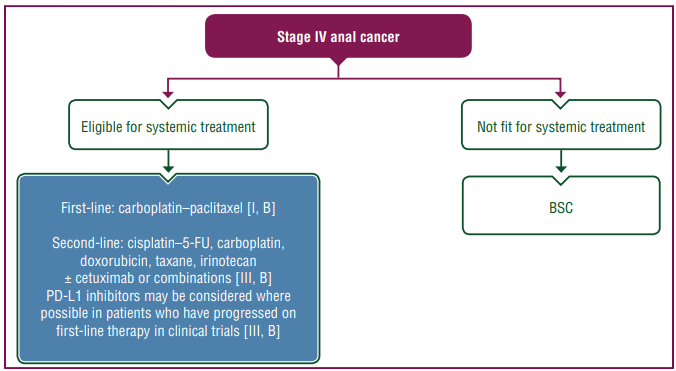 Stage IV anal cancer
Eligible for systemic treatment
Not fit for systemic treatment
First-line: carboplatin–paclitaxel [I, B]
Second-line: cisplatin–5-FU, carboplatin,
doxorubicin, taxane, irinotecan
± cetuximab or combinations [III, B]
PD-L1 inhibitors may be considered where
possible in patients who have progressed on
first-line therapy in clinical trials [III, B]
BSC